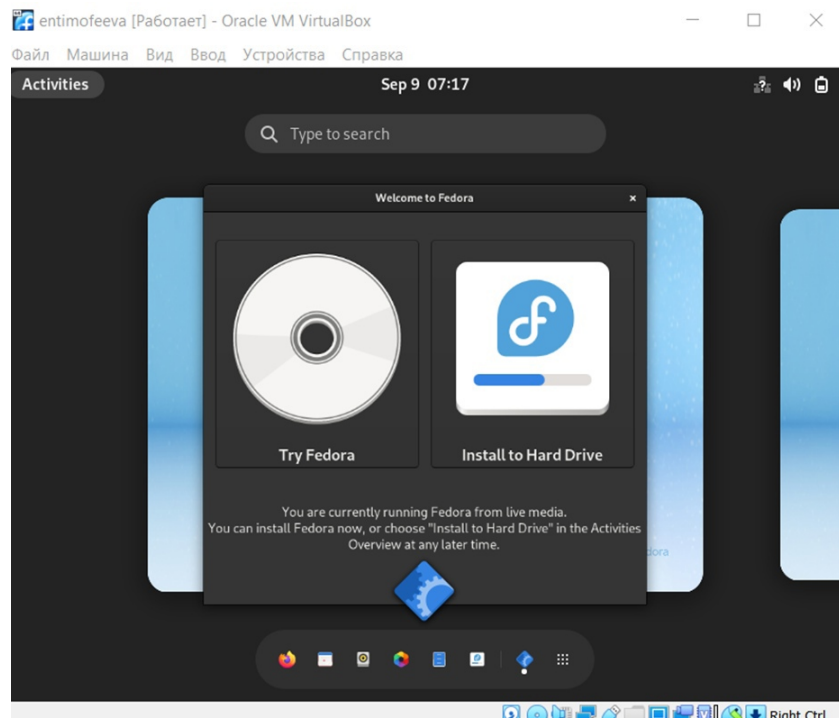 entimofeeva [Работает] - Oracle VM VirtualBox
Файл Машина Вид Ввод Устройства Справка
Activities
Sep 9 07:17
Type to search
Welcome to Fedora
Try Fedora
Install to Hard Drive
You are currently running Fedora from live media.
You can install Fedora now, or choose "Install to Hard Drive" in the Activities
Overview at any later time.
dora
Right Ctrl